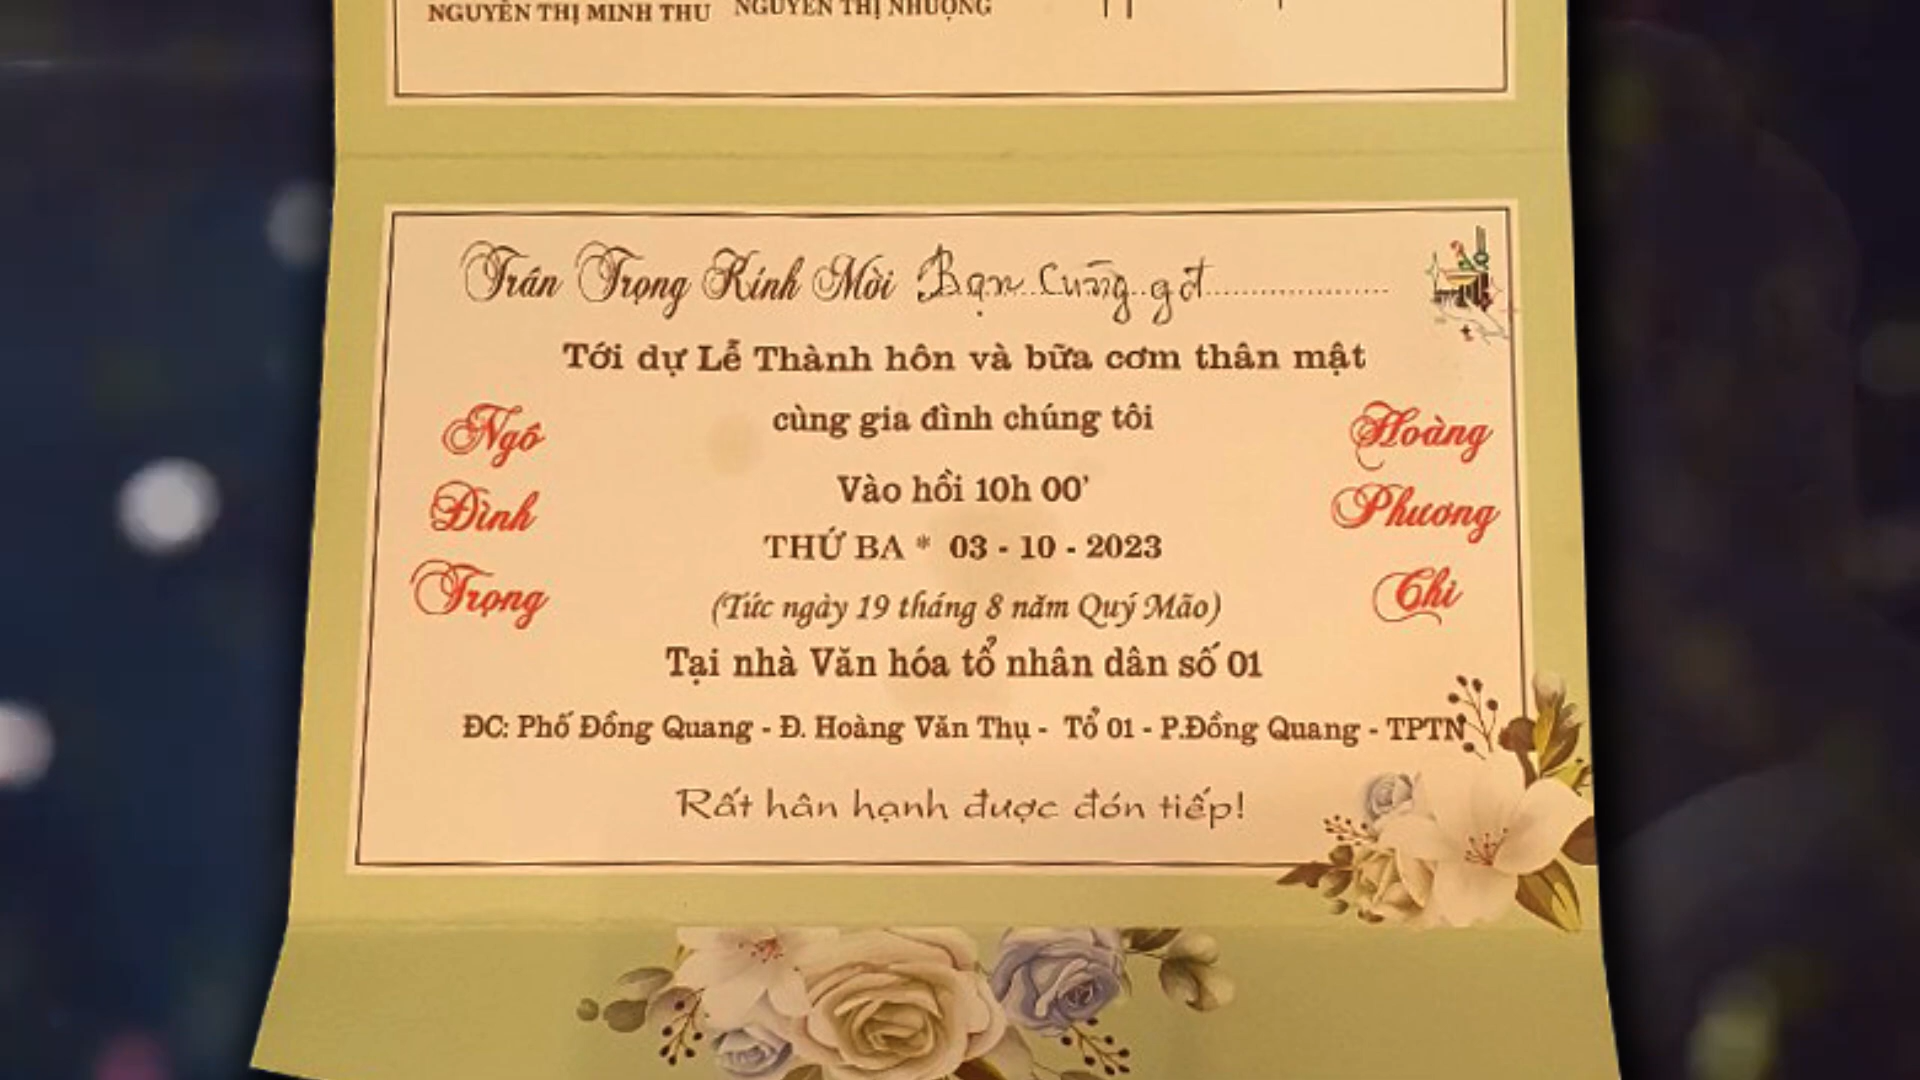 NGUYỄN THỊ MINH THU NGUYỄN THỊ NHƯỢNG
Trân Trọng Kính Mời Bạn cùng gđ
Tới dự Lễ Thành hôn và bữa cơm thân mật
cùng gia đình chúng tôi
Ngô
Đình
Trọng
Hoàng
Phương
Chi
Vào hồi 10h 00'
THỨ BA * 03 - 10 - 2023
(Tức ngày 19 tháng 8 năm Quý Mão)
Tại nhà Văn hóa tổ nhân dân số 01
ĐC: Phố Đồng Quang - Đ. Hoàng Văn Thụ - Tổ 01 - P.Đồng Quang - TPTN
Rất hân hạnh được đón tiếp!